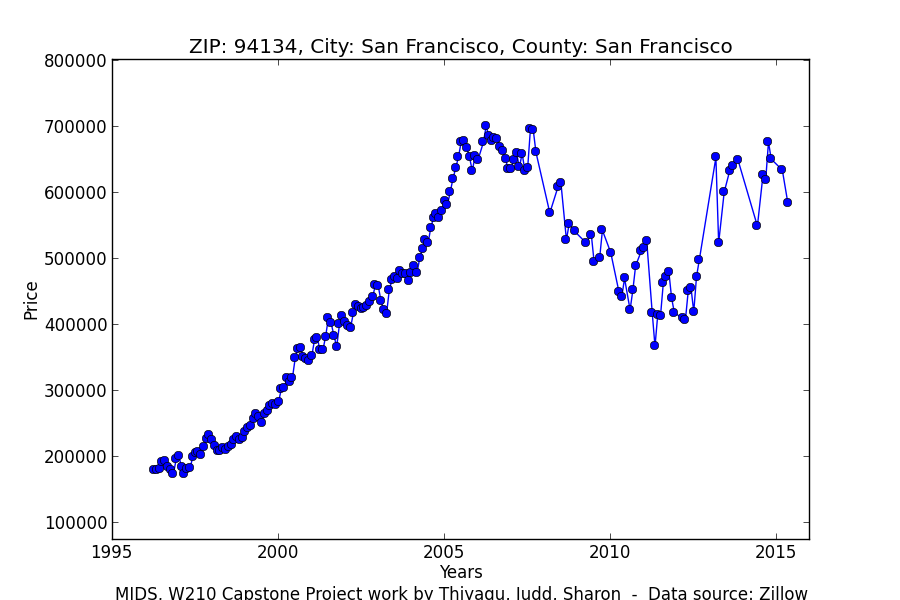 ZIP: 94134, City: San Francisco, County: San Francisco
800000
700000
600000
500000
400000
300000
200000
100000
Price
1995 2000 2005 2010 2015
Years
MIDS, W210 Capstone Project work by Thiyagu, Judd, Sharon - Data source: Zillow